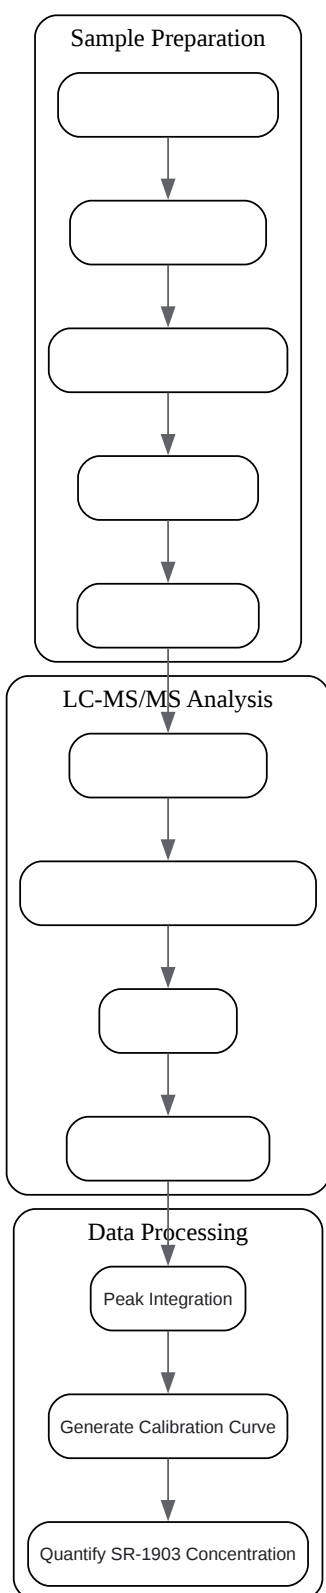 Sample Preparation
LC-MS/MS Analysis
Data Processing
Peak Integration
Generate Calibration Curve
Quantify SR-1903 Concentration